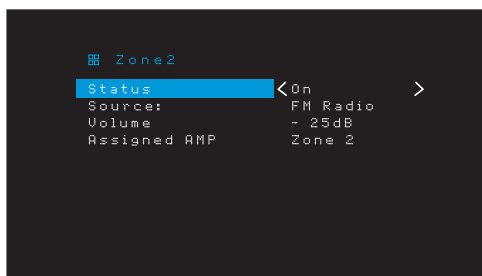 Zone2
Status On
Source: FM Radio
Volume - 25dB
Assigned AMP Zone 2